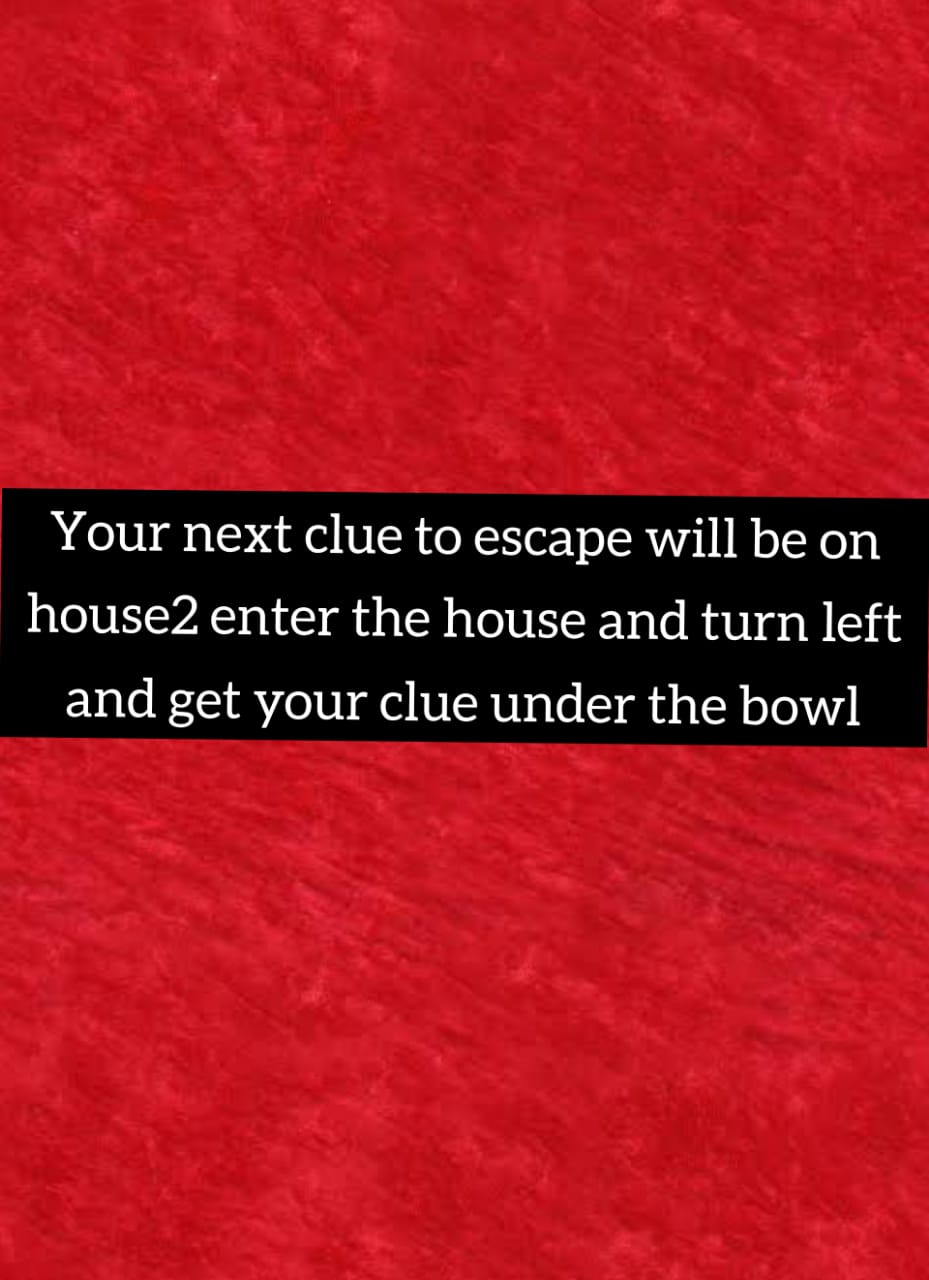 Your next clue to escape will be on
house2 enter the house and turn left
and get your clue under the bowl